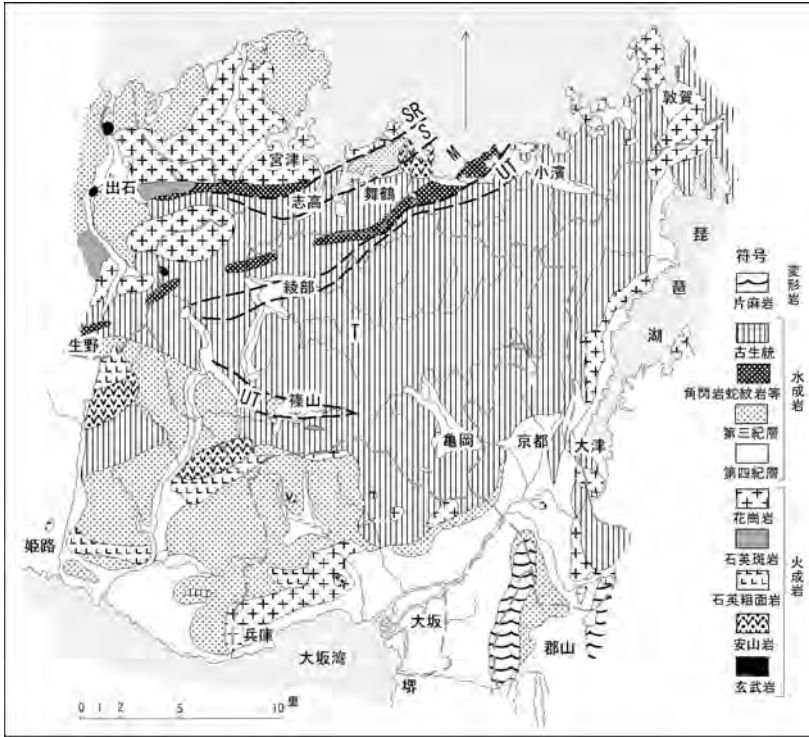 敦賀
SR
S
M
UT
宮津
小濱
出石
舞鶴
志高
琵
琶
湖
綾部
T
生野
UT
篠山
亀岡
京都
大津
姫路
兵庫
大坂
大坂湾
郡山
堺
0 1 2 5 10 里
符号
片麻岩
変形岩
古生統
角閃岩蛇紋岩等
第三紀層
第四紀層
水成岩
花崗岩
石英斑岩
石英粗面岩
安山岩
玄武岩
火成岩